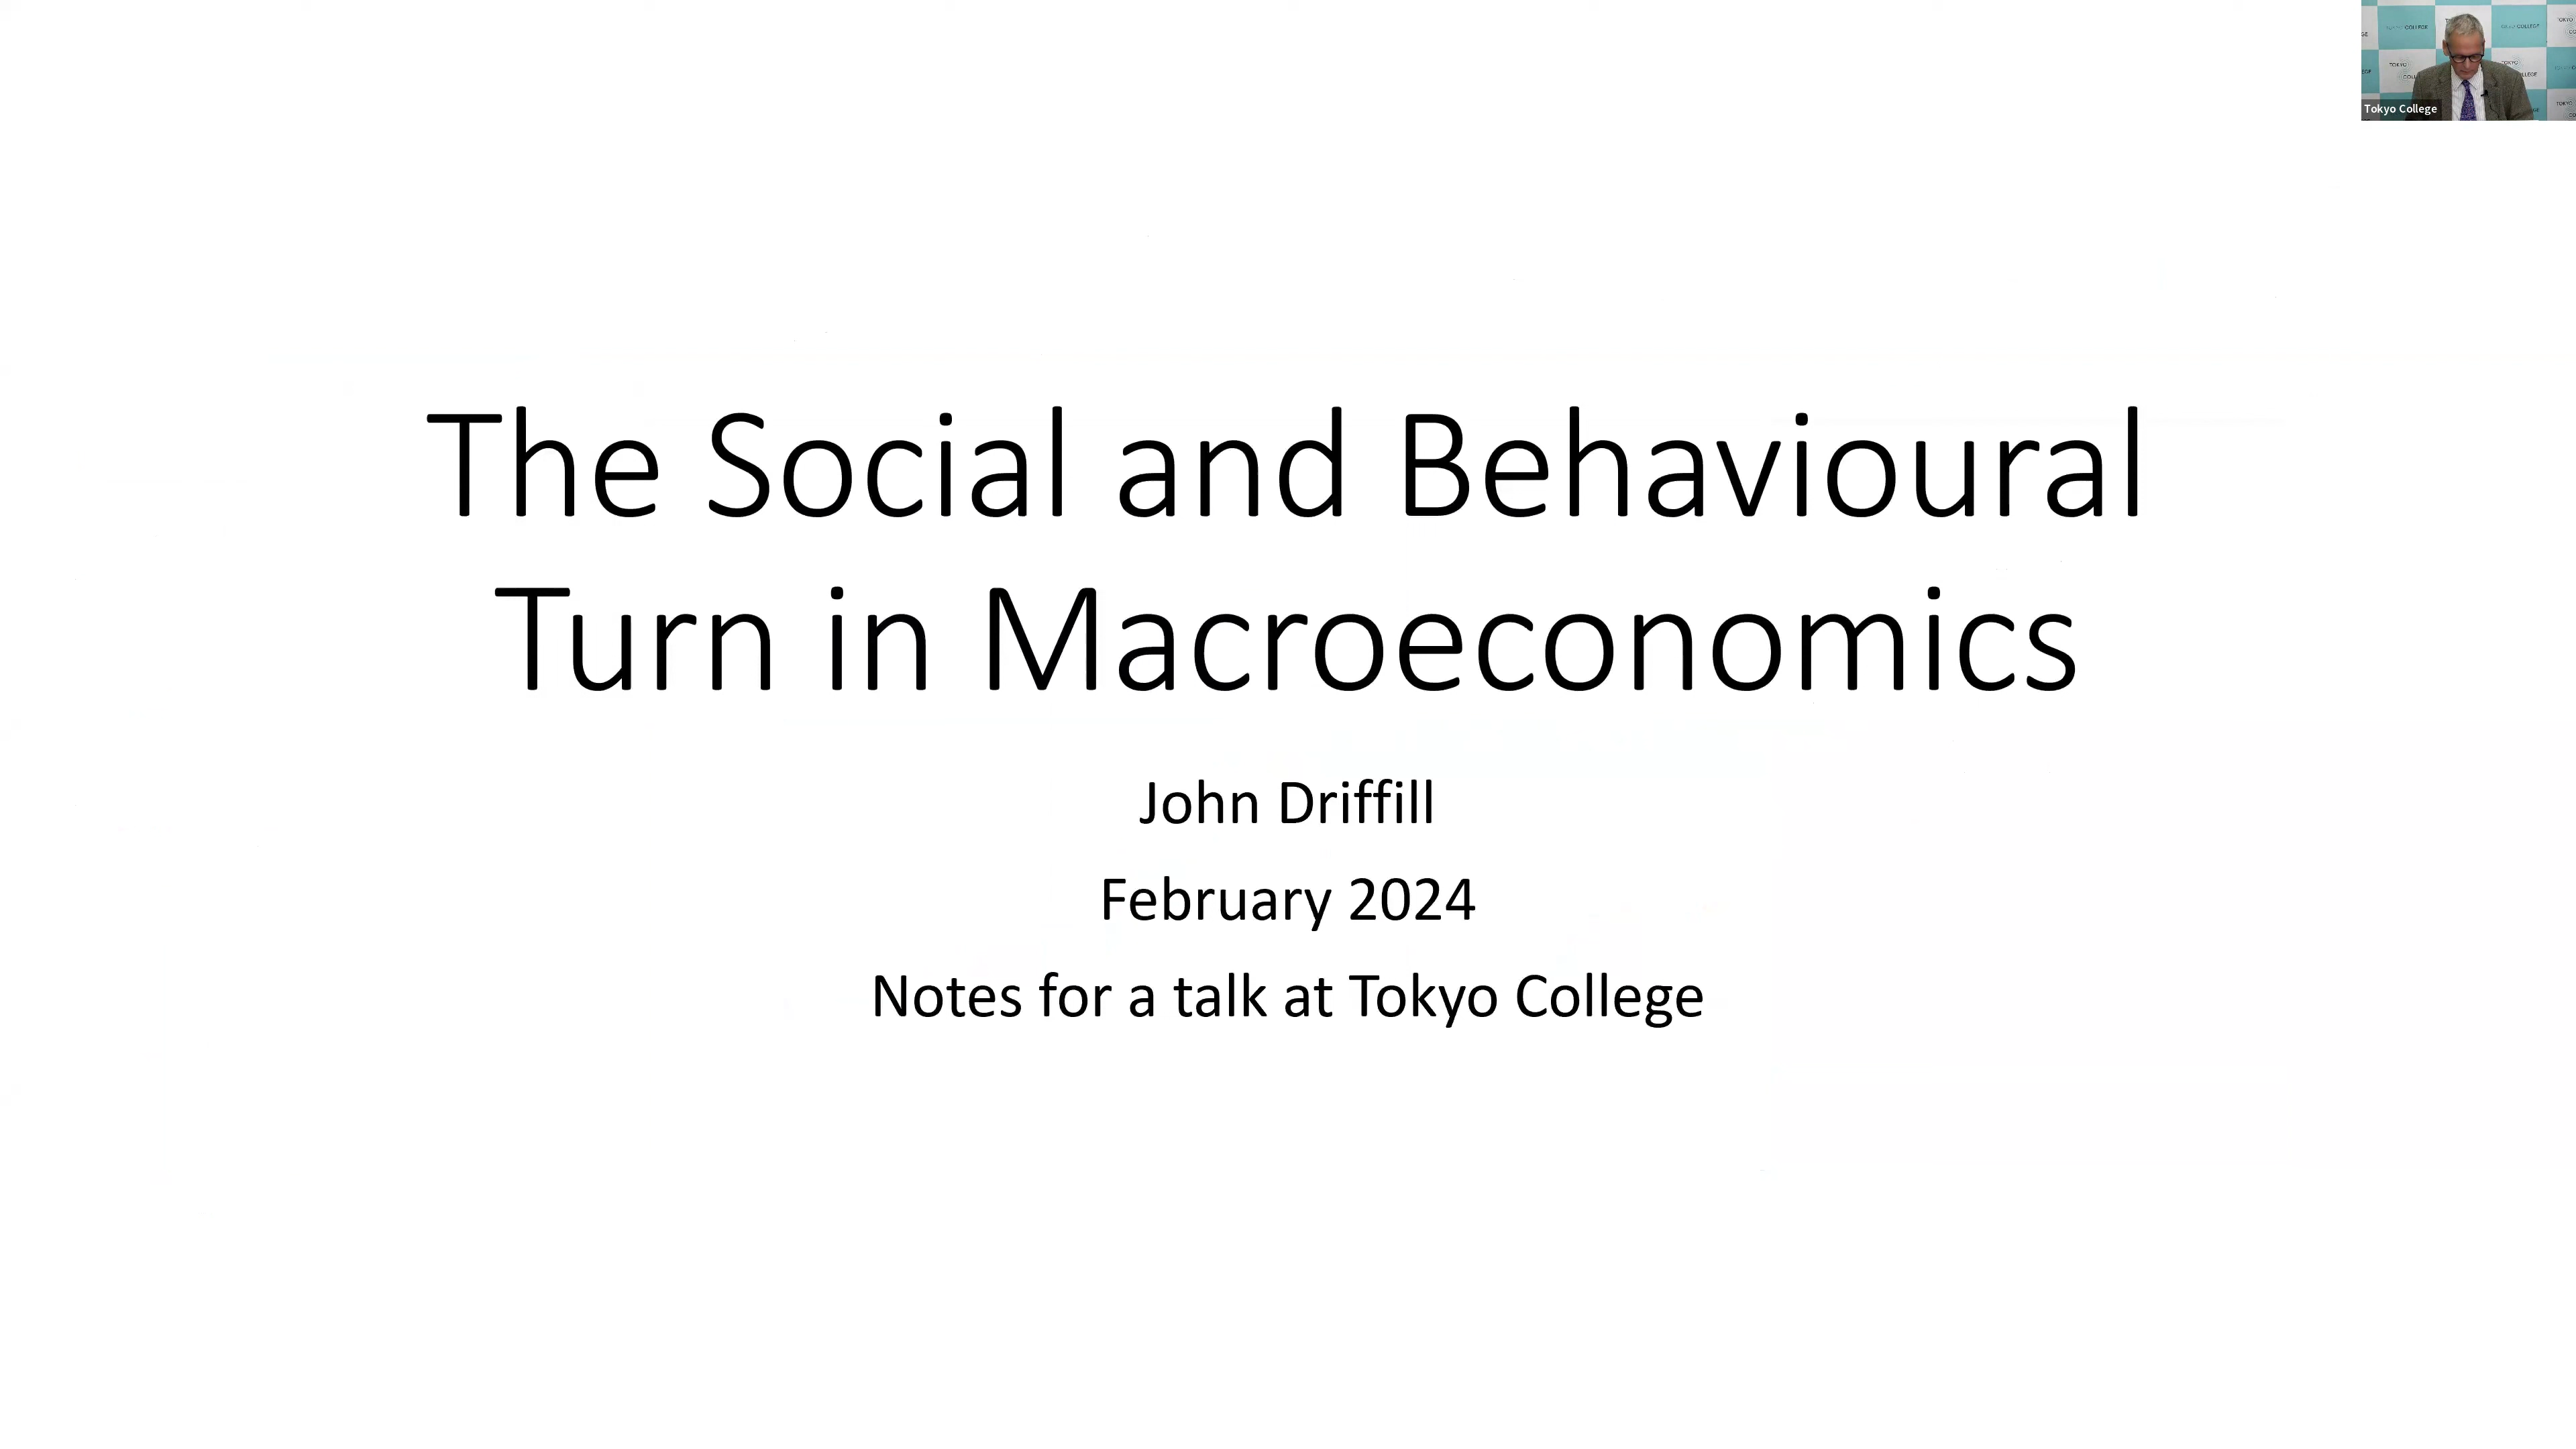 The Social and Behavioural
Turn in Macroeconomics
John Driffill
February 2024
Notes for a talk at Tokyo College
Tokyo College